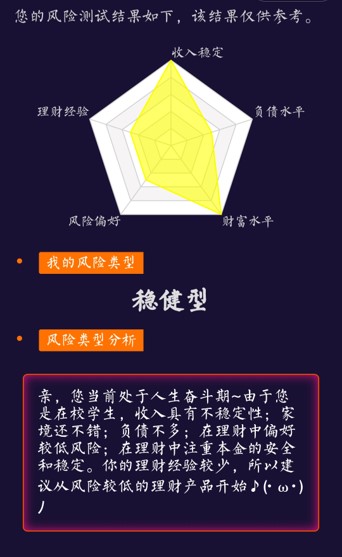 您的风险测试结果如下，该结果仅供参考。
收入稳定
理财经验
负债水平
风险偏好
财富水平
我的风险类型
稳健型
风险类型分析
亲，您当前处于人生奋斗期~由于您
是在校学生，收入具有不稳定性；家
境还不错；负债不多；在理财中偏好
较低风险；在理财中注重本金的安全
和稳定。你的理财经验较少，所以建
议从风险较低的理财产品开始♪(･ω･)
ﾉ